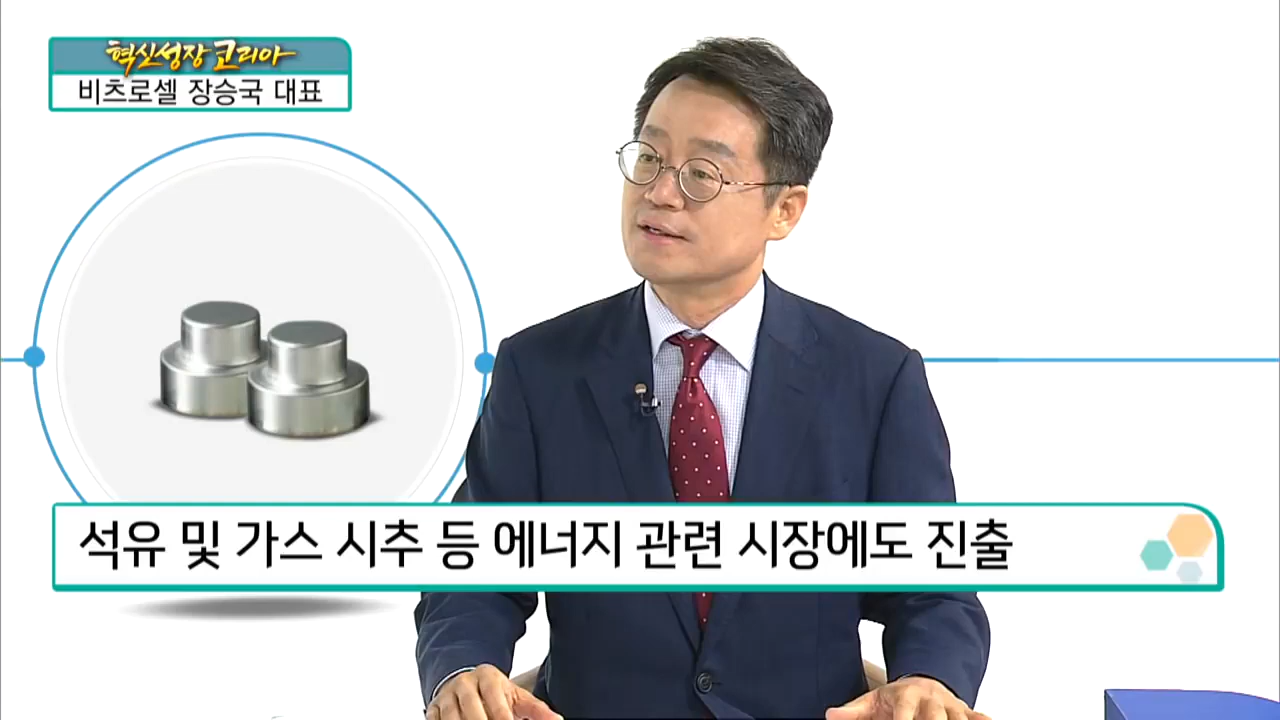 혁신성장 코리아
비츠로셀 장승국 대표
석유 및 가스 시추 등 에너지 관련 시장에도 진출